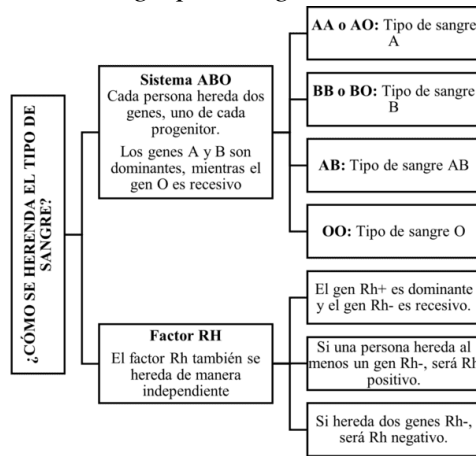 ¿CÓMO SE HERENDA EL TIPO DE
SANGRE?
Sistema ABO
Cada persona hereda dos
genes, uno de cada
progenitor.
Los genes A y B son
dominantes, mientras el
gen O es recesivo
AA o AO: Tipo de sangre
A
BB o BO: Tipo de sangre
B
AB: Tipo de sangre AB
OO: Tipo de sangre O
Factor RH
El factor Rh también se
hereda de manera
independiente
El gen Rh+ es dominante
y el gen Rh- es recesivo.
Si una persona hereda al
menos un gen Rh-, será Rh
positivo.
Si hereda dos genes Rh-,
será Rh negativo.